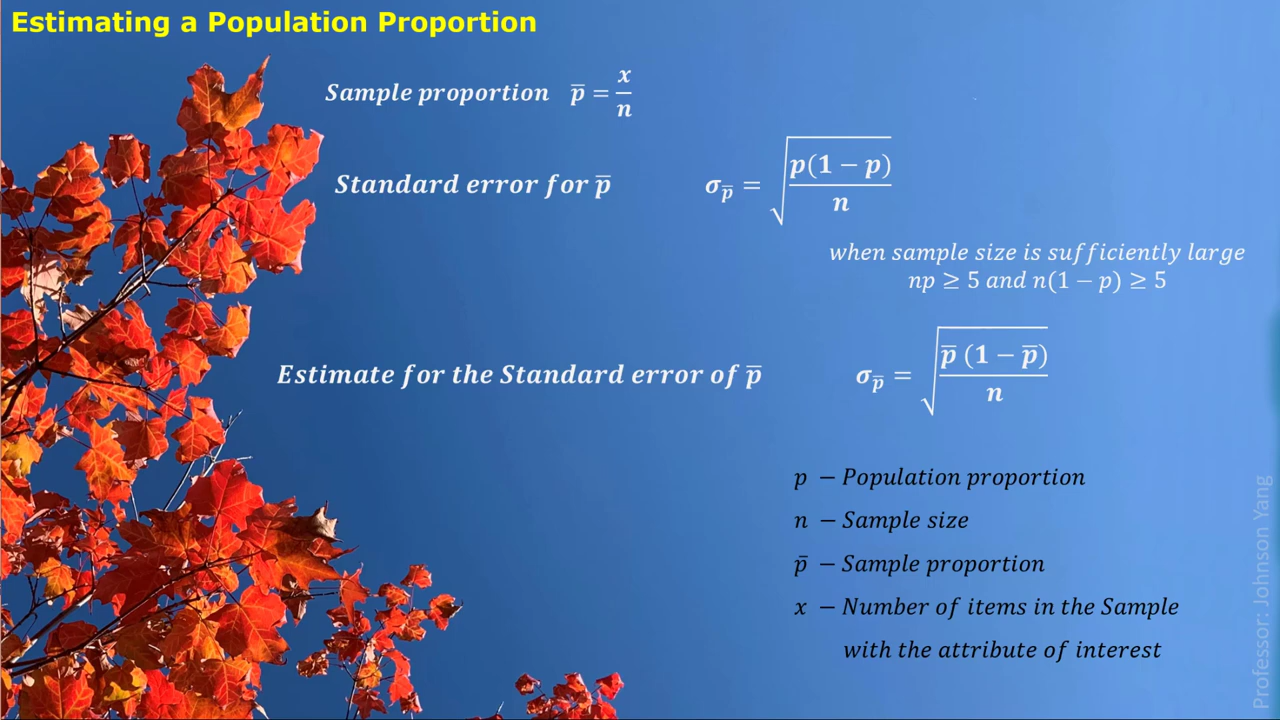 Estimating a Population Proportion
Sample proportion p̅ = x/n
Standard error for p̅ σ_p̅ = √(p(1 − p)/n)
when sample size is sufficiently large
np ≥ 5 and n(1 − p) ≥ 5
Estimate for the Standard error of p̅ σ_p̅ = √(p̅ (1 − p̅)/n)
p − Population proportion
n − Sample size
p̅ − Sample proportion
x − Number of items in the Sample
with the attribute of interest
Professor: Johnson Yang